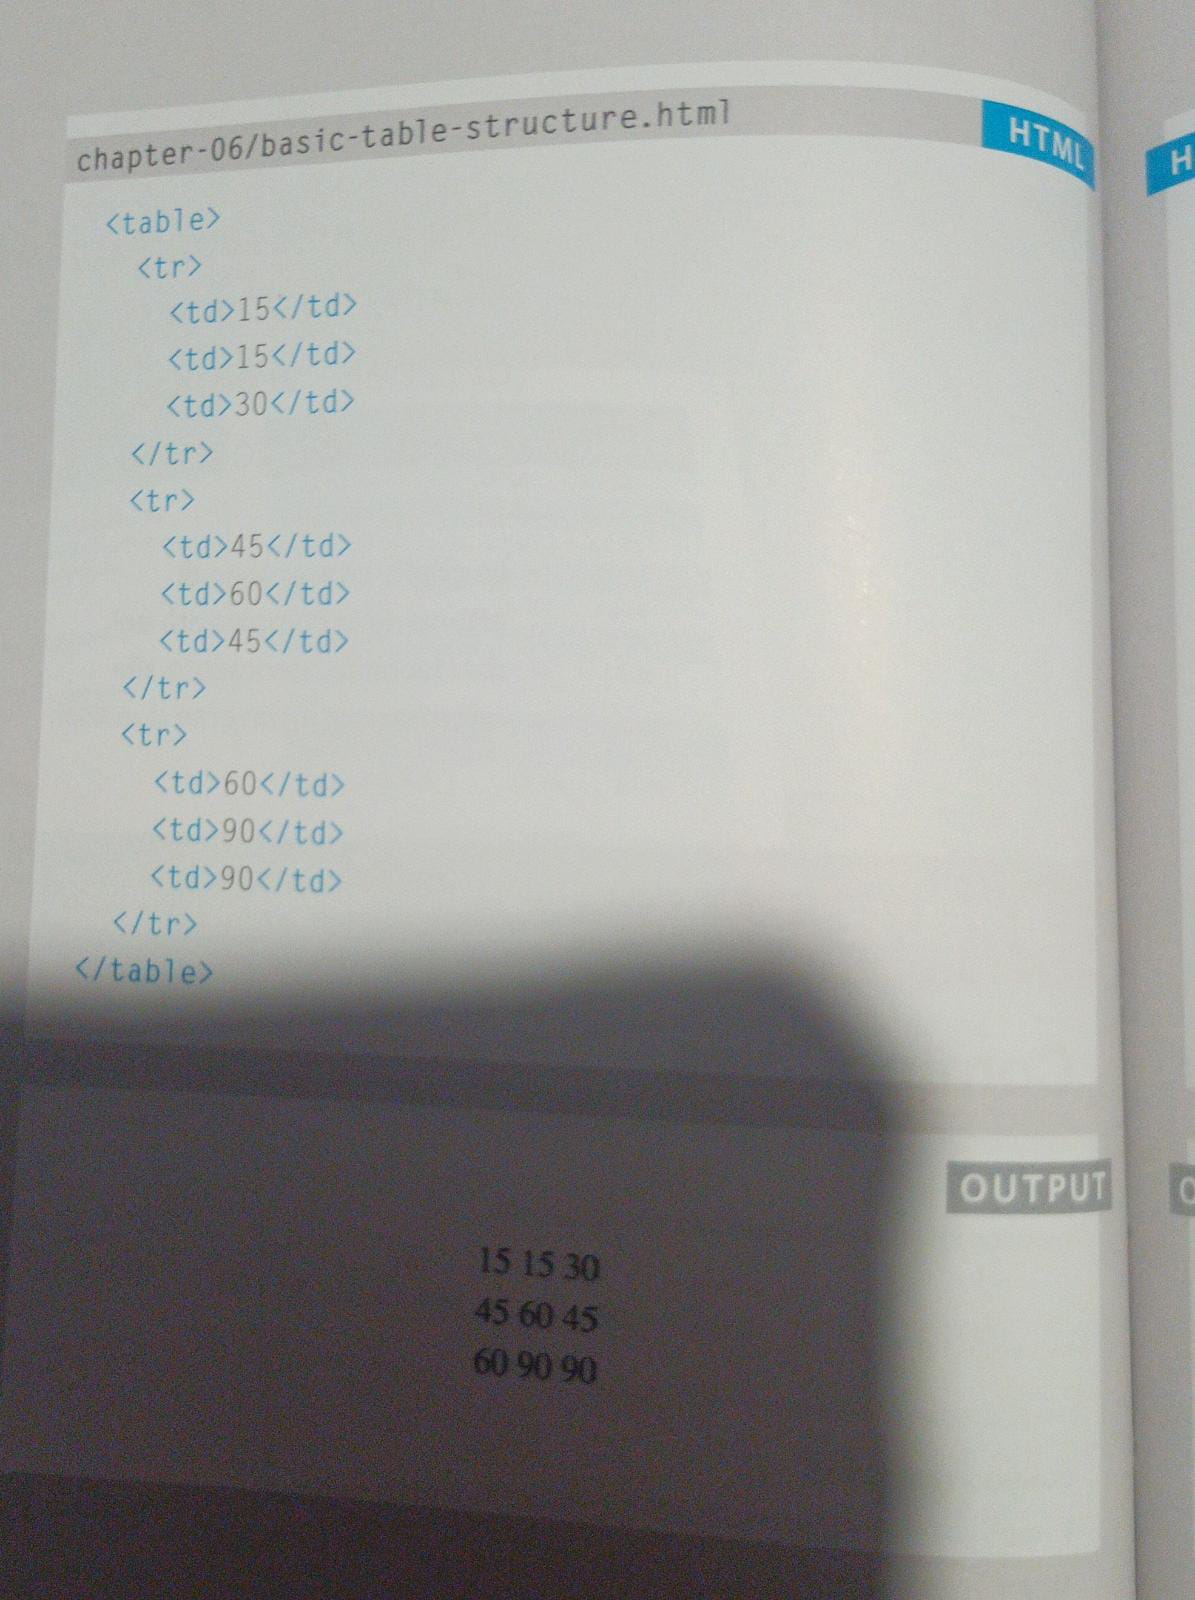 chapter-06/basic-table-structure.html
HTML
<table>
<tr>
<td>15</td>
<td>15</td>
<td>30</td>
</tr>
<tr>
<td>45</td>
<td>60</td>
<td>45</td>
</tr>
<tr>
<td>60</td>
<td>90</td>
<td>90</td>
</tr>
</table>
OUTPUT
15 15 30
45 60 45
60 90 90